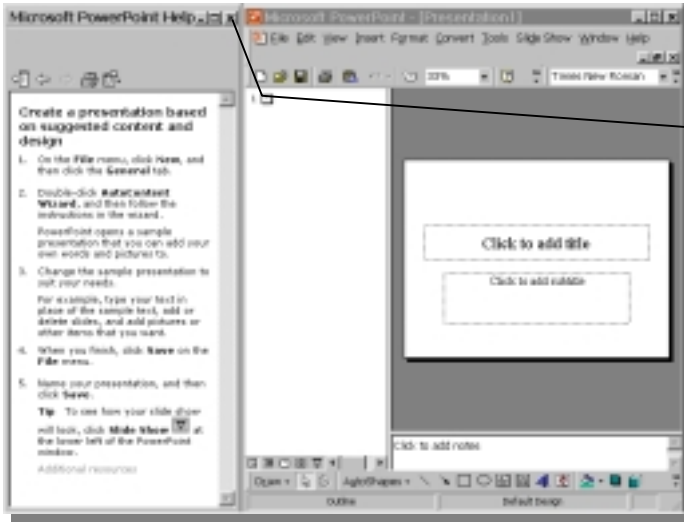 Microsoft PowerPoint Help
Create a presentation based
on suggested content and
design
1. On the File menu, click New, and
then click the General tab.
2. Double-click AutoContent
Wizard, and then follow the
instructions in the wizard.
PowerPoint opens a sample
presentation that you can add your
own words and pictures to.
3. Change the sample presentation to
suit your needs.
For example, type your text in
place of the sample text, add or
delete slides, and add pictures or
other items that you want.
4. When you finish, click Save on the
File menu.
5. Name your presentation, and then
click Save.
Tip To see how your slide show
will look, click Slide Show at
the lower left of the PowerPoint
window.
Additional resources
Microsoft PowerPoint - [Presentation1]
File Edit View Insert Format Convert Tools Slide Show Window Help
33% Times New Roman
1
Click to add title
Click to add subtitle
Click to add notes
Draw AutoShapes
Outline Default Design